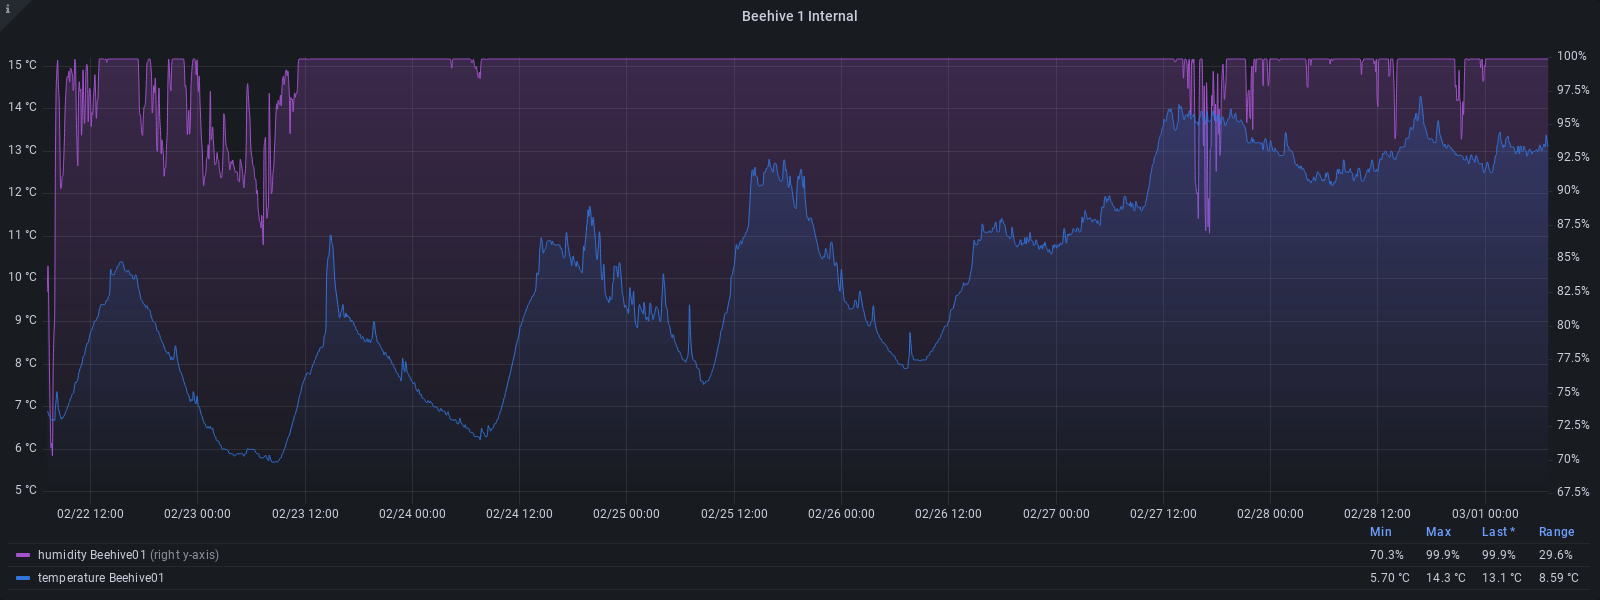 i
Beehive 1 Internal
15 °C
14 °C
13 °C
12 °C
11 °C
10 °C
9 °C
8 °C
7 °C
6 °C
5 °C
100%
97.5%
95%
92.5%
90%
87.5%
85%
82.5%
80%
77.5%
75%
72.5%
70%
67.5%
02/22 12:00 02/23 00:00 02/23 12:00 02/24 00:00 02/24 12:00 02/25 00:00 02/25 12:00 02/26 00:00 02/26 12:00 02/27 00:00 02/27 12:00 02/28 00:00 02/28 12:00 03/01 00:00
Min Max Last * Range
humidity Beehive01 (right y-axis) 70.3% 99.9% 99.9% 29.6%
temperature Beehive01 5.70 °C 14.3 °C 13.1 °C 8.59 °C